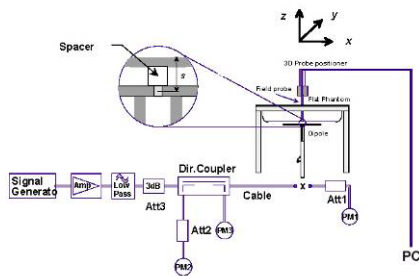 z
y
x
3D Probe positioner
Spacer
s
Field probe
Flat Phantom
Dipole
Dir.Coupler
Signal
Generato
Amp
Low
Pass
3dB
Cable
x
Att3
Att1
Att2
PM3
PM1
PM2
PC